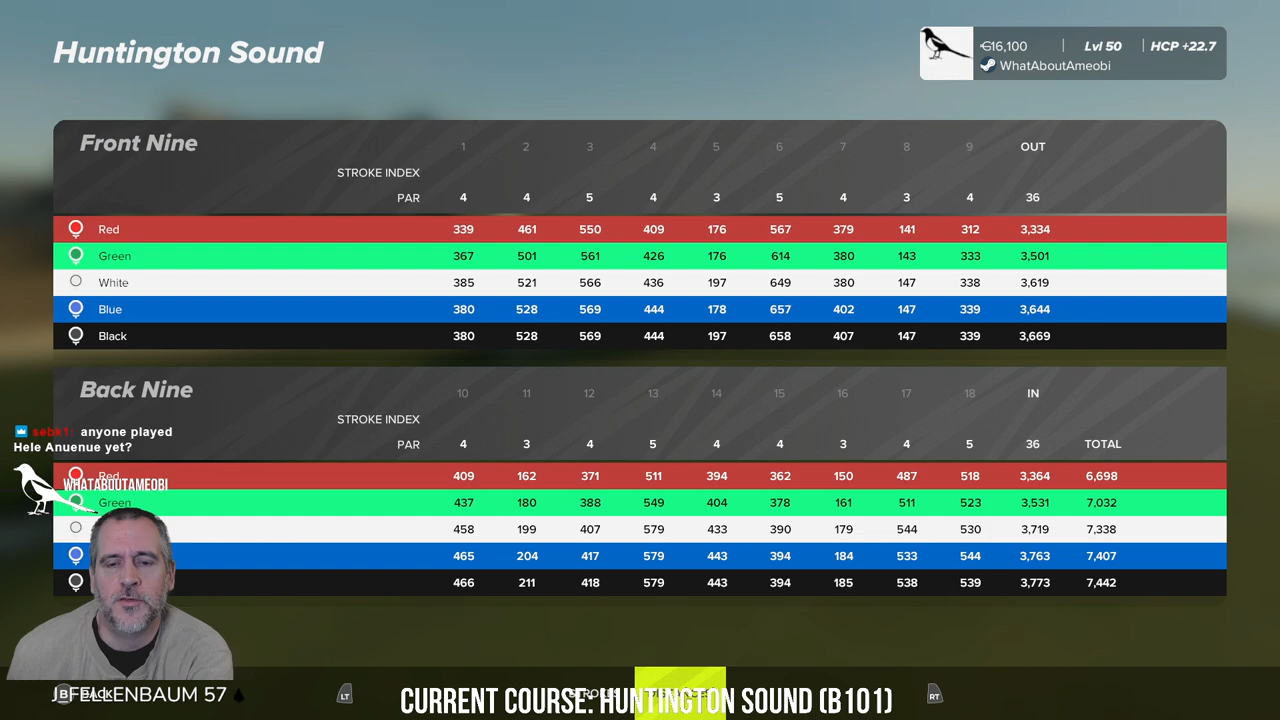 Huntington Sound
16,100 | Lvl 50 | HCP +22.7
WhatAboutAmeobi
Front Nine 1 2 3 4 5 6 7 8 9 OUT
STROKE INDEX
PAR 4 4 5 4 3 5 4 3 4 36
Red 339 461 550 409 176 567 379 141 312 3,334
Green 367 501 561 426 176 614 380 143 333 3,501
White 385 521 566 436 197 649 380 147 338 3,619
Blue 380 528 569 444 178 657 402 147 339 3,644
Black 380 528 569 444 197 658 407 147 339 3,669
Back Nine 10 11 12 13 14 15 16 17 18 IN
STROKE INDEX
PAR 4 3 4 5 4 4 3 4 5 36 TOTAL
Red 409 162 371 511 394 362 150 487 518 3,364 6,698
Green 437 180 388 549 404 378 161 511 523 3,531 7,032
458 199 407 579 433 390 179 544 530 3,719 7,338
465 204 417 579 443 394 184 533 544 3,763 7,407
466 211 418 579 443 394 185 538 539 3,773 7,442
sebk1: anyone played
Hele Anuenue yet?
WHATABOUTAMEOBI
B BACK
FELLENBAUM 57
LT
RT
CURRENT COURSE: HUNTINGTON SOUND (B101)